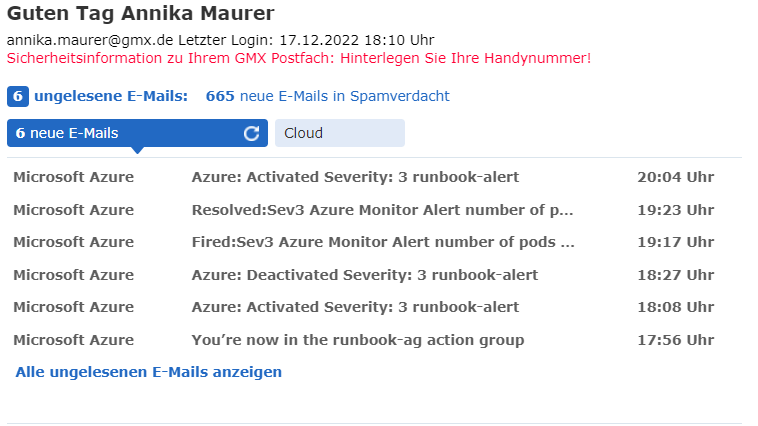 Guten Tag Annika Maurer
annika.maurer@gmx.de Letzter Login: 17.12.2022 18:10 Uhr
Sicherheitsinformation zu Ihrem GMX Postfach: Hinterlegen Sie Ihre Handynummer!
6 ungelesene E-Mails: 665 neue E-Mails in Spamverdacht
6 neue E-Mails Cloud
Microsoft Azure Azure: Activated Severity: 3 runbook-alert 20:04 Uhr
Microsoft Azure Resolved:Sev3 Azure Monitor Alert number of p... 19:23 Uhr
Microsoft Azure Fired:Sev3 Azure Monitor Alert number of pods ... 19:17 Uhr
Microsoft Azure Azure: Deactivated Severity: 3 runbook-alert 18:27 Uhr
Microsoft Azure Azure: Activated Severity: 3 runbook-alert 18:08 Uhr
Microsoft Azure You’re now in the runbook-ag action group 17:56 Uhr
Alle ungelesenen E-Mails anzeigen